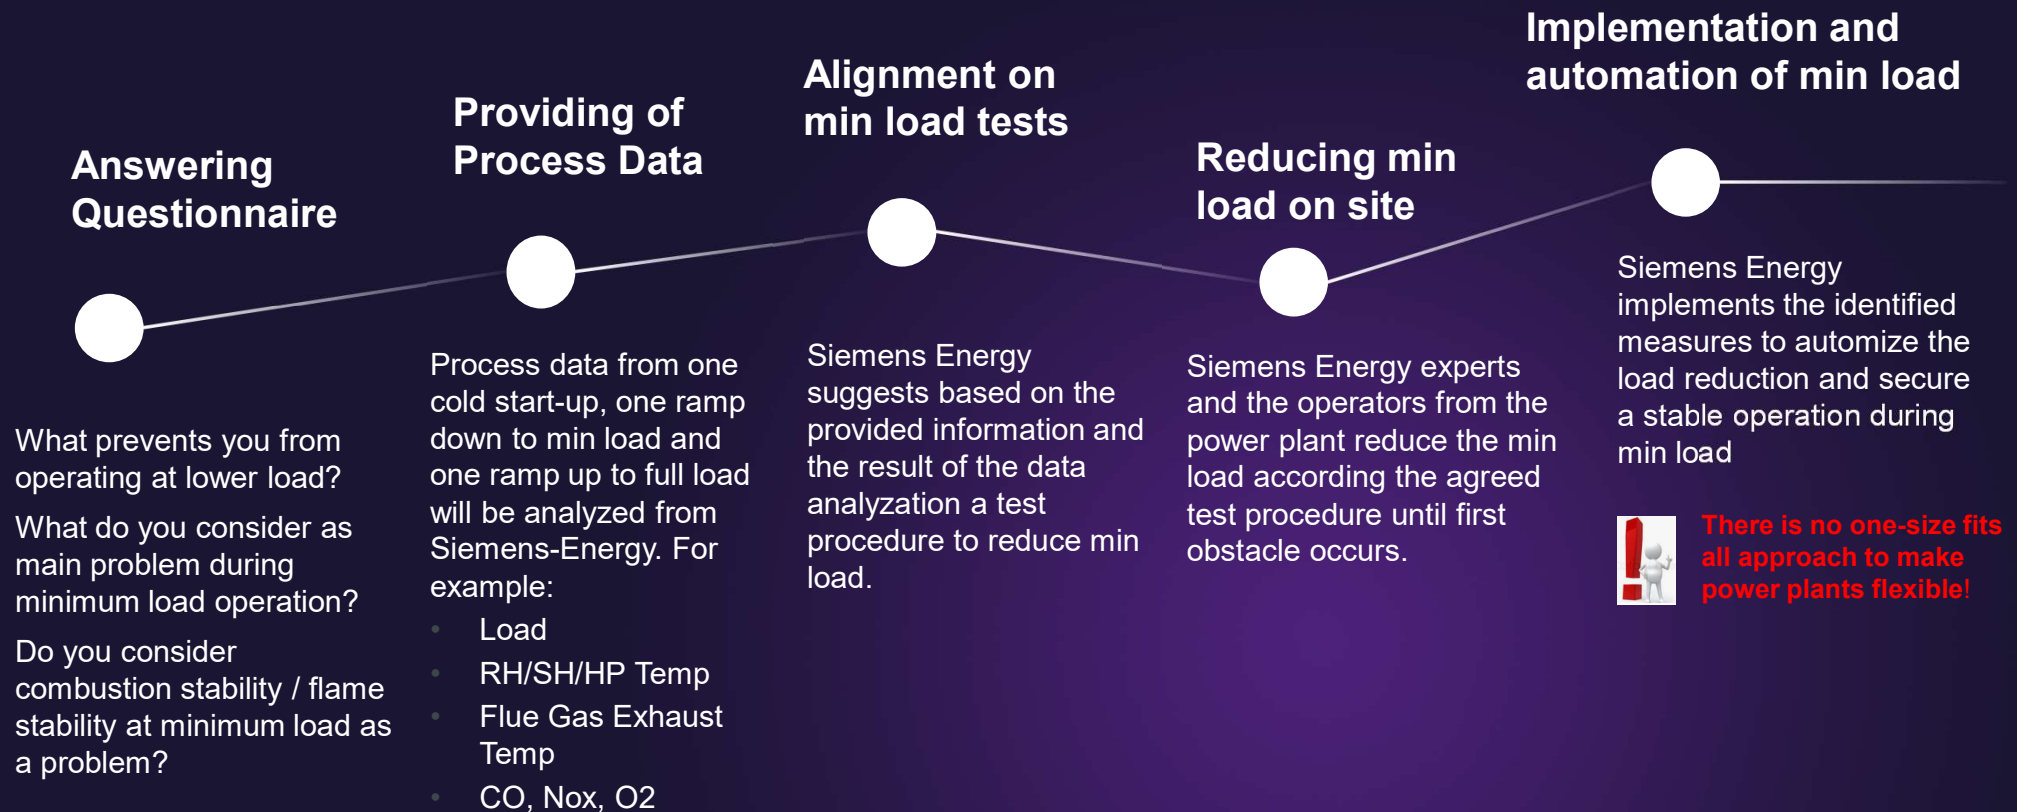 Answering
Questionnaire
What prevents you from
operating at lower load?
What do you consider as
main problem during
minimum load operation?
Do you consider
combustion stability / flame
stability at minimum load as
a problem?
Providing of
Process Data
Process data from one
cold start-up, one ramp
down to min load and
one ramp up to full load
will be analyzed from
Siemens-Energy. For
example:
• Load
• RH/SH/HP Temp
• Flue Gas Exhaust
Temp
• CO, Nox, O2
Alignment on
min load tests
Siemens Energy
suggests based on the
provided information and
the result of the data
analyzation a test
procedure to reduce min
load.
Reducing min
load on site
Siemens Energy experts
and the operators from the
power plant reduce the min
load according the agreed
test procedure until first
obstacle occurs.
Implementation and
automation of min load
Siemens Energy
implements the identified
measures to automize the
load reduction and secure
a stable operation during
min load
There is no one-size fits
all approach to make
power plants flexible!